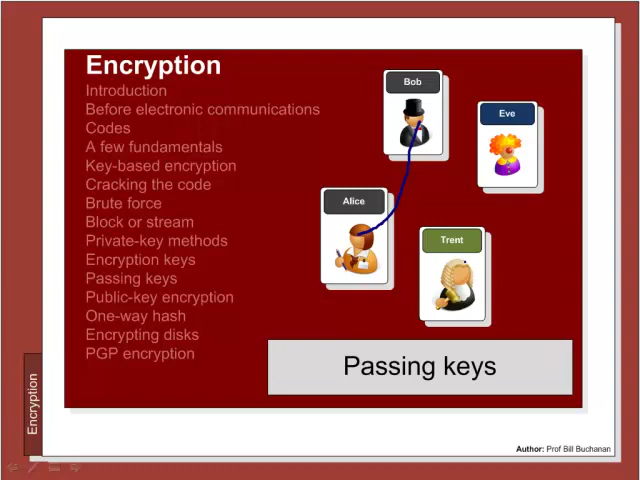 Encryption
Introduction
Before electronic communications
Codes
A few fundamentals
Key-based encryption
Cracking the code
Brute force
Block or stream
Private-key methods
Encryption keys
Passing keys
Public-key encryption
One-way hash
Encrypting disks
PGP encryption
Bob
Eve
Alice
Trent
Passing keys
Encryption
Author: Prof Bill Buchanan